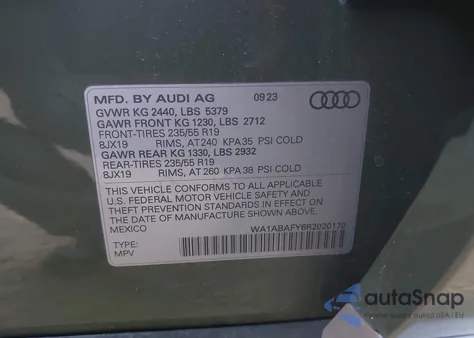 MFD. BY AUDI AG 09 23
GVWR KG 2440, LBS 5379
GAWR FRONT KG 1230, LBS 2712
FRONT-TIRES 235/55 R19
8JX19 RIMS, AT 240 KPA 35 PSI COLD
GAWR REAR KG 1330, LBS 2932
REAR-TIRES 235/55 R19
8JX19 RIMS, AT 260 KPA 38 PSI COLD
THIS VEHICLE CONFORMS TO ALL APPLICABLE
U.S. FEDERAL MOTOR VEHICLE SAFETY
AND THEFT PREVENTION STANDARDS IN EFFECT ON
THE DATE OF MANUFACTURE SHOWN ABOVE.
MEXICO WA1ABAFY6R2020170
TYPE:
MPV
autoSnap